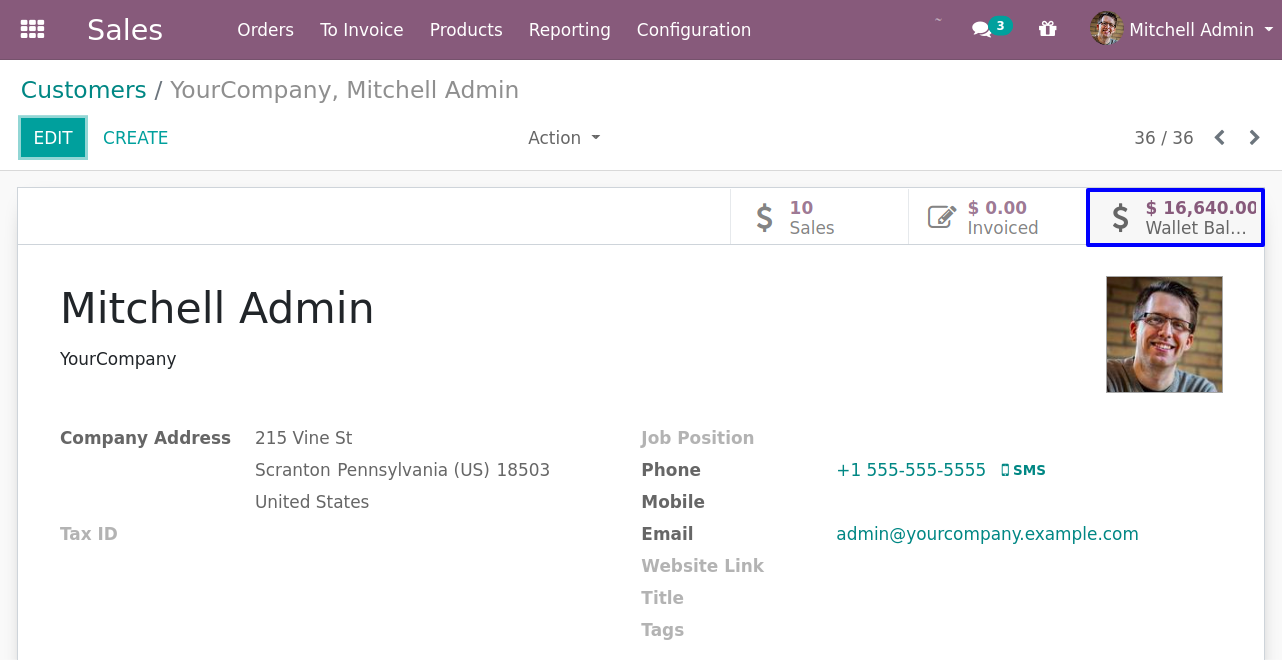 Sales Orders To Invoice Products Reporting Configuration 3 Mitchell Admin
Customers / YourCompany, Mitchell Admin
EDIT CREATE Action 36 / 36
10
Sales
$ 0.00
Invoiced
$ 16,640.00
Wallet Bal...
Mitchell Admin
YourCompany
Company Address 215 Vine St
Scranton Pennsylvania (US) 18503
United States
Tax ID
Job Position
Phone +1 555-555-5555 SMS
Mobile
Email admin@yourcompany.example.com
Website Link
Title
Tags